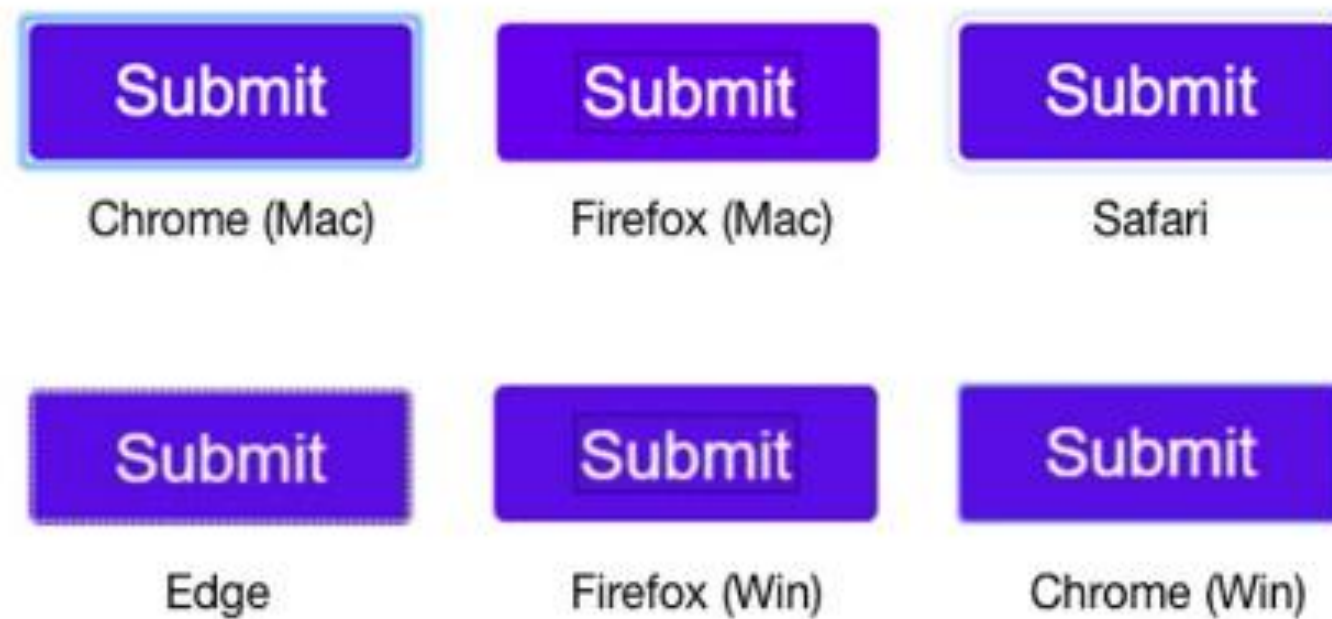 Submit Submit Submit
Chrome (Mac) Firefox (Mac) Safari
Submit Submit Submit
Edge Firefox (Win) Chrome (Win)